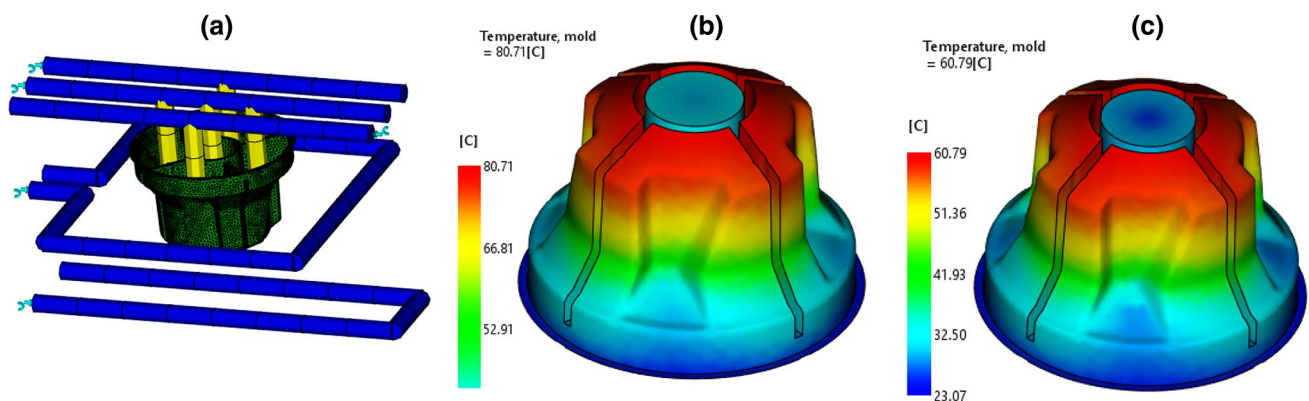 (a)
(b)
Temperature, mold
= 80.71[C]
[C]
80.71
66.81
52.91
(c)
Temperature, mold
= 60.79[C]
[C]
60.79
51.36
41.93
32.50
23.07